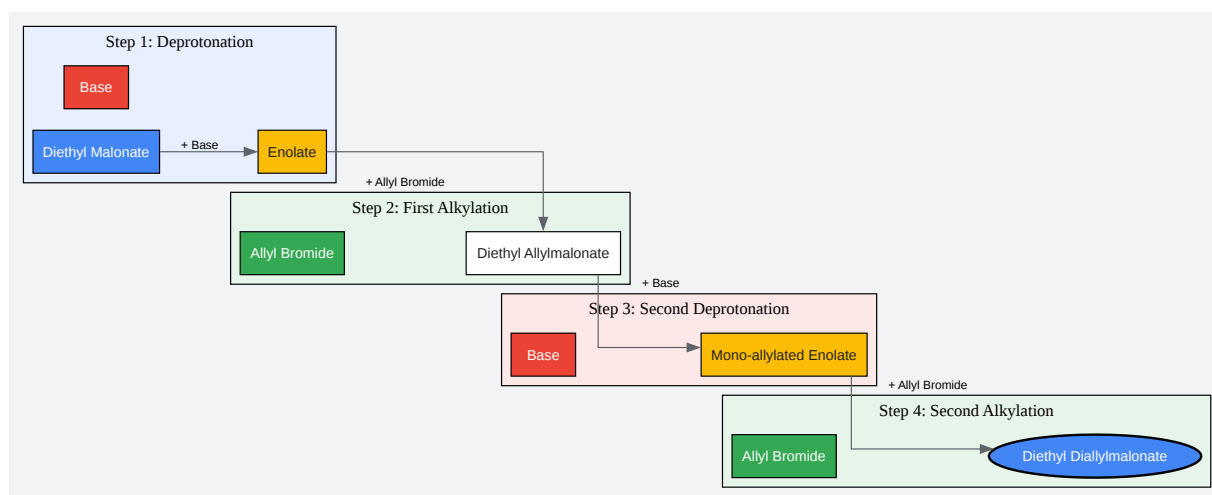 Step 1: Deprotonation
Base
Diethyl Malonate
+ Base
Enolate
+ Allyl Bromide
Step 2: First Alkylation
Allyl Bromide
Diethyl Allylmalonate
+ Base
Step 3: Second Deprotonation
Base
Mono-allylated Enolate
+ Allyl Bromide
Step 4: Second Alkylation
Allyl Bromide
Diethyl Diallylmalonate